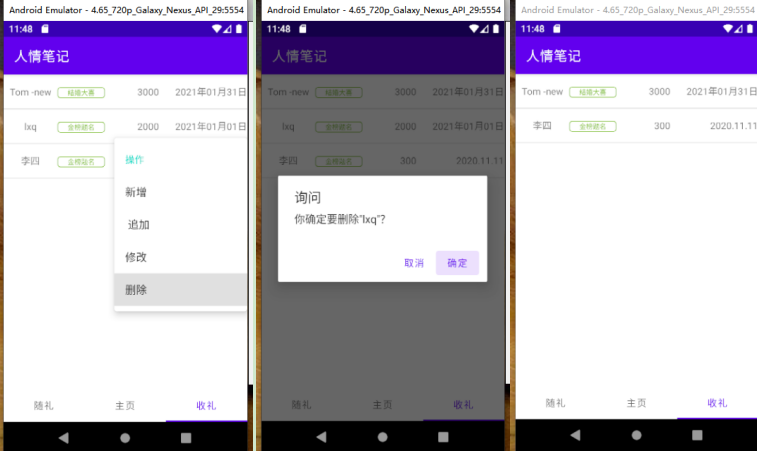 Android Emulator - 4.65_720p_Galaxy_Nexus_API_29:5554
11:48
人情笔记
Tom -new 结婚大喜 3000 2021年01月31日
lxq 金榜题名 2000 2021年01月01日
李四 金榜题名
操作
新增
追加
修改
删除
随礼 主页 收礼
Android Emulator - 4.65_720p_Galaxy_Nexus_API_29:5554
11:48
人情笔记
Tom -new 结婚大喜 3000 2021年01月31日
lxq 金榜题名 2000 2021年01月01日
李四 金榜题名 300 2020.11.11
询问
你确定要删除"lxq"?
取消 确定
随礼 主页 收礼
Android Emulator - 4.65_720p_Galaxy_Nexus_API_29:5554
11:48
人情笔记
Tom -new 结婚大喜 3000 2021年01月31日
李四 金榜题名 300 2020.11.11
随礼 主页 收礼